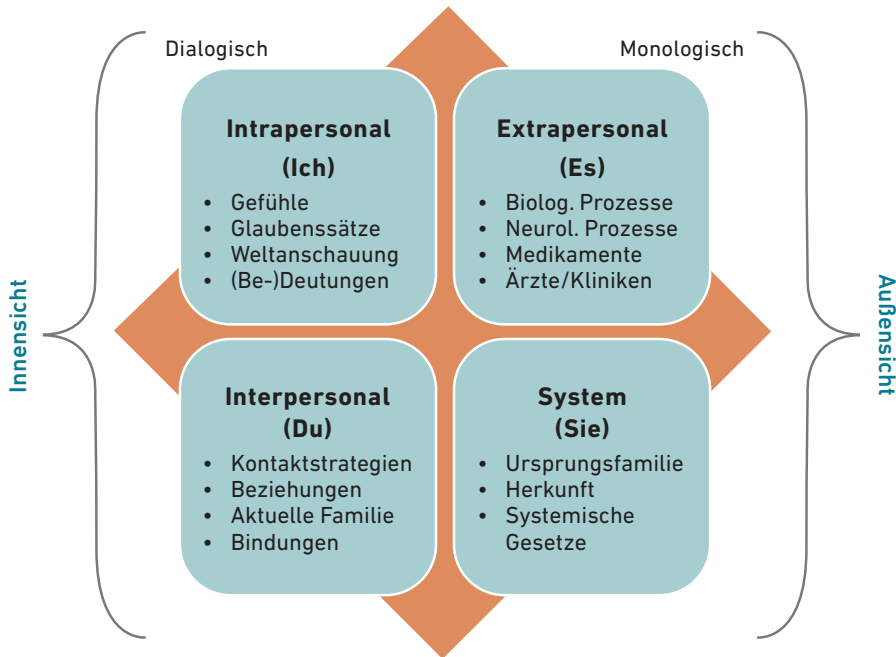 Dialogisch
Monologisch
Innensicht
Intrapersonal
(Ich)
• Gefühle
• Glaubenssätze
• Weltanschauung
• (Be-)Deutungen
Extrapersonal
(Es)
• Biolog. Prozesse
• Neurol. Prozesse
• Medikamente
• Ärzte/Kliniken
Interpersonal
(Du)
• Kontaktstrategien
• Beziehungen
• Aktuelle Familie
• Bindungen
System
(Sie)
• Ursprungsfamilie
• Herkunft
• Systemische
Gesetze
Außensicht